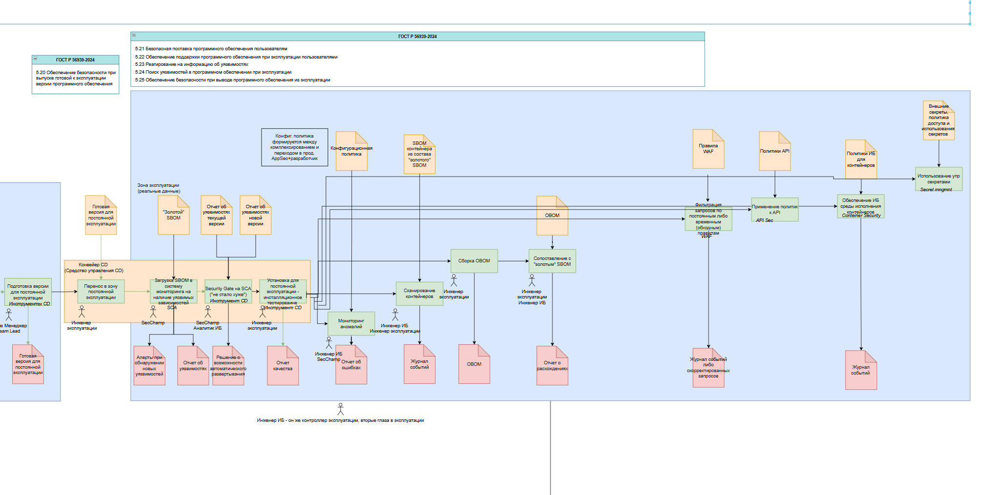 ГОСТ Р 56939-2024
5.21 Безопасная поставка программного обеспечения пользователям
5.22 Обеспечение поддержки программного обеспечения при эксплуатации пользователями
5.23 Реагирование на информацию об уязвимостях
5.24 Поиск уязвимостей в программном обеспечении при эксплуатации
5.25 Обеспечение безопасности при выводе программного обеспечения из эксплуатации
ГОСТ Р 56939-2024
5.20 Обеспечение безопасности при
выпуске готовой к эксплуатации
версии программного обеспечения
Внешние
секреты,
политика
доступа и
использования
секретов
Конфиг. политика
формируется между
комллексированием и
переходом в прод.
AppSec+разработчик
Конфигурационная
политика
SBOM
контейнера
из состава
"золотого"
SBOM
Правила
WAF
Политики API
Политики ИБ
для
контейнеров
Использование упр
секретами
Secret mngmnt
Зона эксплуатации
(реальные данные)
Готовая
версия для
постоянной
эксплуатации
"Золотой"
SBOM
Отчет об
уязвимостях
текущей
версии
Отчет об
уязвимостях
новой
версии
ОBOM
Фильтрация
запросов по
постоянным либо
временным
(обходным)
правилам
WAF
Применение политик
к API
API Sec
Обеспечение ИБ
среды исполнения
контейнеров
Conteiner Security
Конвейер CD
(Средство управления CD)
Подготовка версии
для постоянной
эксплуатации
Инструменты CD
Перенос в зону
постоянной
эксплуатации
Загрузка SBOM в
систему
мониторинга на
наличие уязвимых
зависимостей
SCA
Security Gate на SCA
("не стало хуже")
Инструмент CD
Установка для
постоянной
эксплуатации -
инсталляционное
тестироваине
Инструмент CD
Сборка OBOM
Сопоставление с
"золотым" SBOM
Сканирование
контейнеров
Инженер
эксплуатации
Инженер
эксплуатации
Инженер ИБ
Мониторинг
аномалий
Менеджер
Team Lead
Инженер
эксплуатации
SecChamp
SecChamp
Аналитик ИБ
Инженер
эксплуатации
Инженер ИБ
Инженер эксплуатации
Инженер ИБ
SecChamp
Готовая
версия для
постоянной
эксплуатации
Алерты при
обнаружении
новых
уязвимостей
Отчет об
уязвимостях
Решение о
возможности
автоматического
развертывания
Отчет
качества
Отчет об
ошибках
Журнал
событий
OBOM
Отчет о
расхождениях
Журнал событий
либо
скорректированных
запросов
Журнал
событий
Инженер ИБ - он же контроллер эксплуатации, вторые глаза в эксплуатации